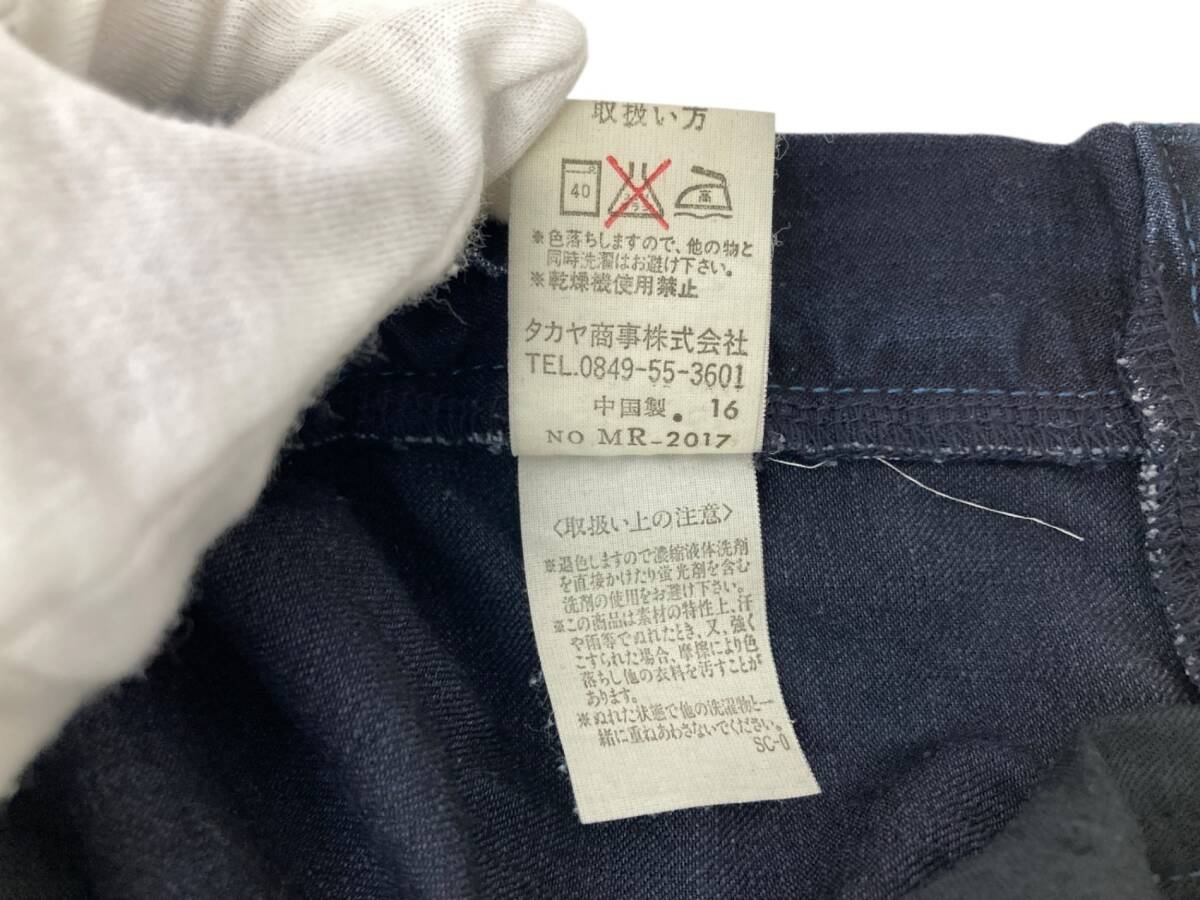 取扱い方
40 エンソサラシ 高
※色落ちしますので、他の物と
同時洗濯はお避け下さい。
※乾燥機使用禁止
タカヤ商事株式会社
TEL.0849-55-3601
中国製. 16
NO MR-2017
〈取扱い上の注意〉
※退色しますので濃縮液体洗剤
を直接かけたり蛍光剤を含む
洗剤の使用をお避け下さい。
※この商品は素材の特性上、汗
や雨等でぬれたとき、又、強く
こすられた場合、摩擦により色
落ちし他の衣料を汚すことが
あります。
※ぬれた状態で他の洗濯物と一
緒に重ねあわさないでください。
SC-0